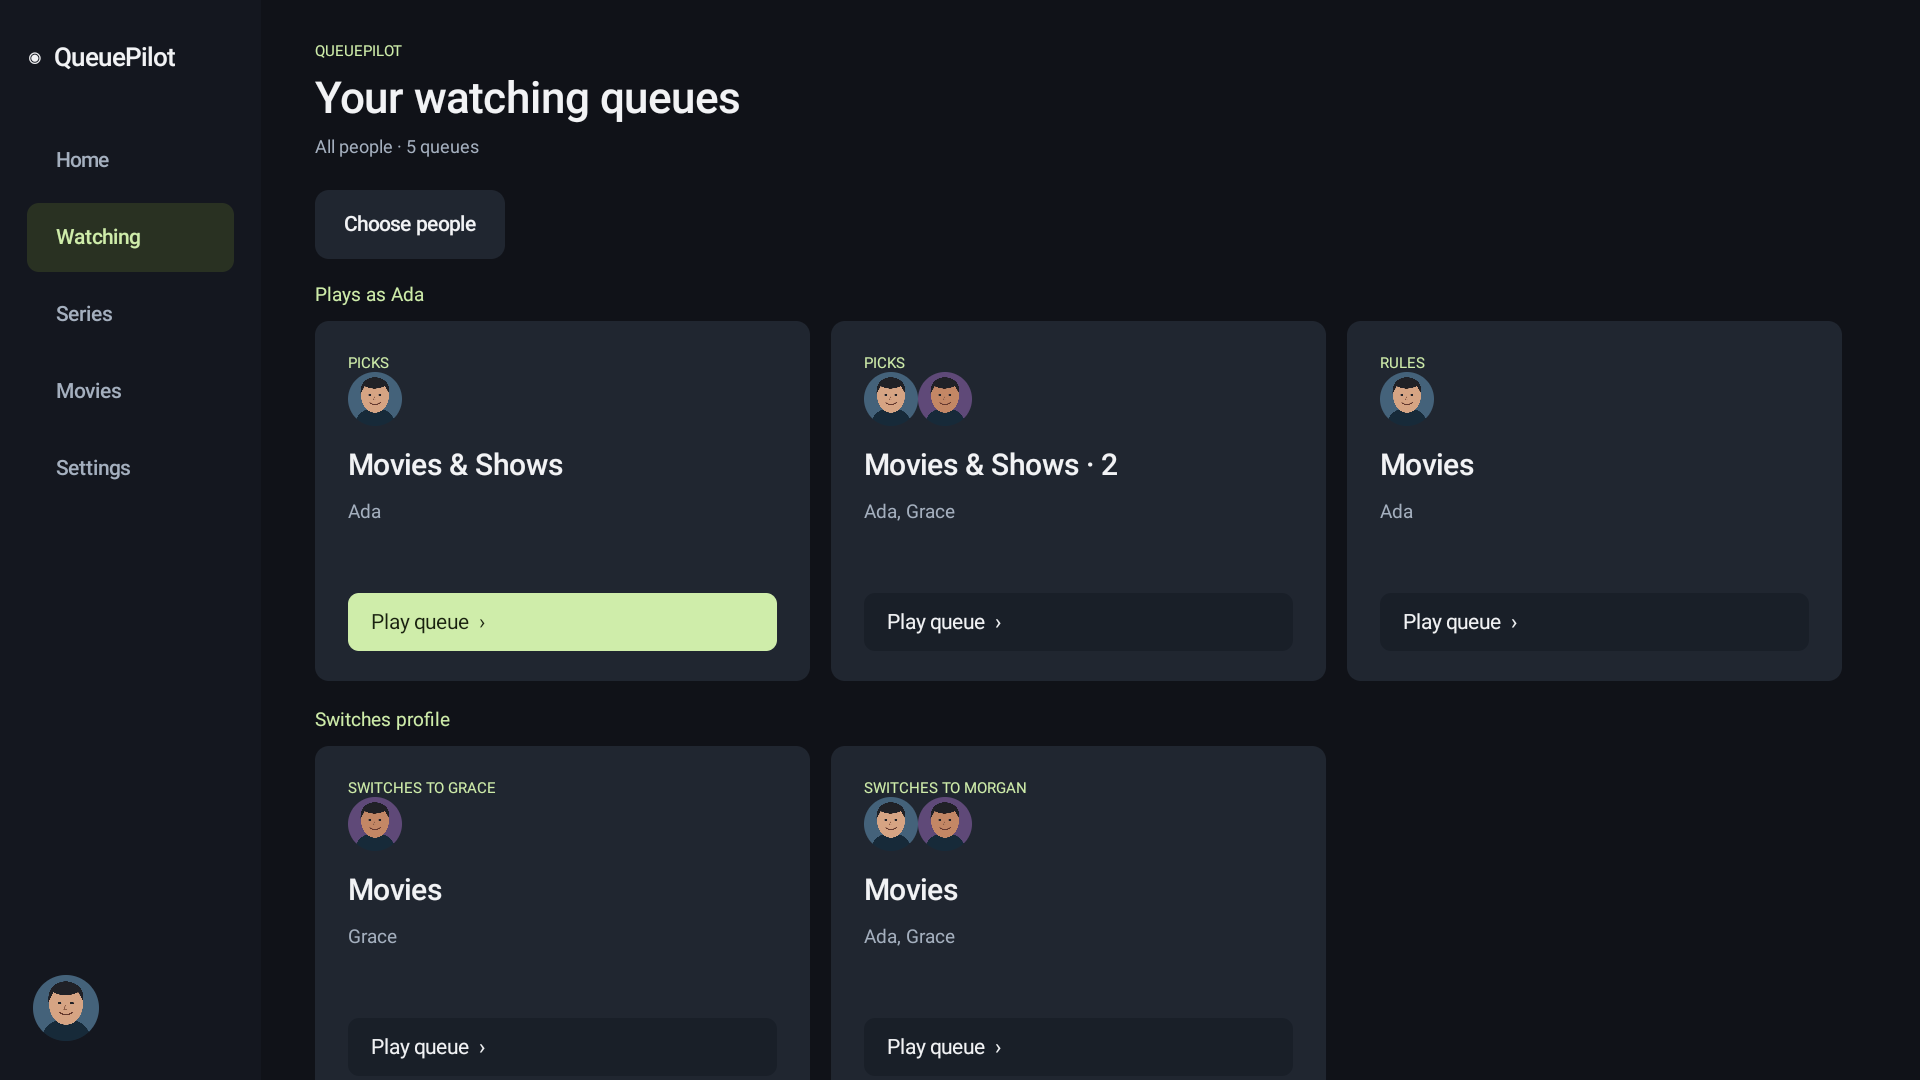 QueuePilot
Home
Watching
Series
Movies
Settings
QUEUEPILOT
Your watching queues
All people · 5 queues
Choose people
Plays as Ada
PICKS
Movies & Shows
Ada
Play queue ›
PICKS
Movies & Shows · 2
Ada, Grace
Play queue ›
RULES
Movies
Ada
Play queue ›
Switches profile
SWITCHES TO GRACE
Movies
Grace
Play queue ›
SWITCHES TO MORGAN
Movies
Ada, Grace
Play queue ›